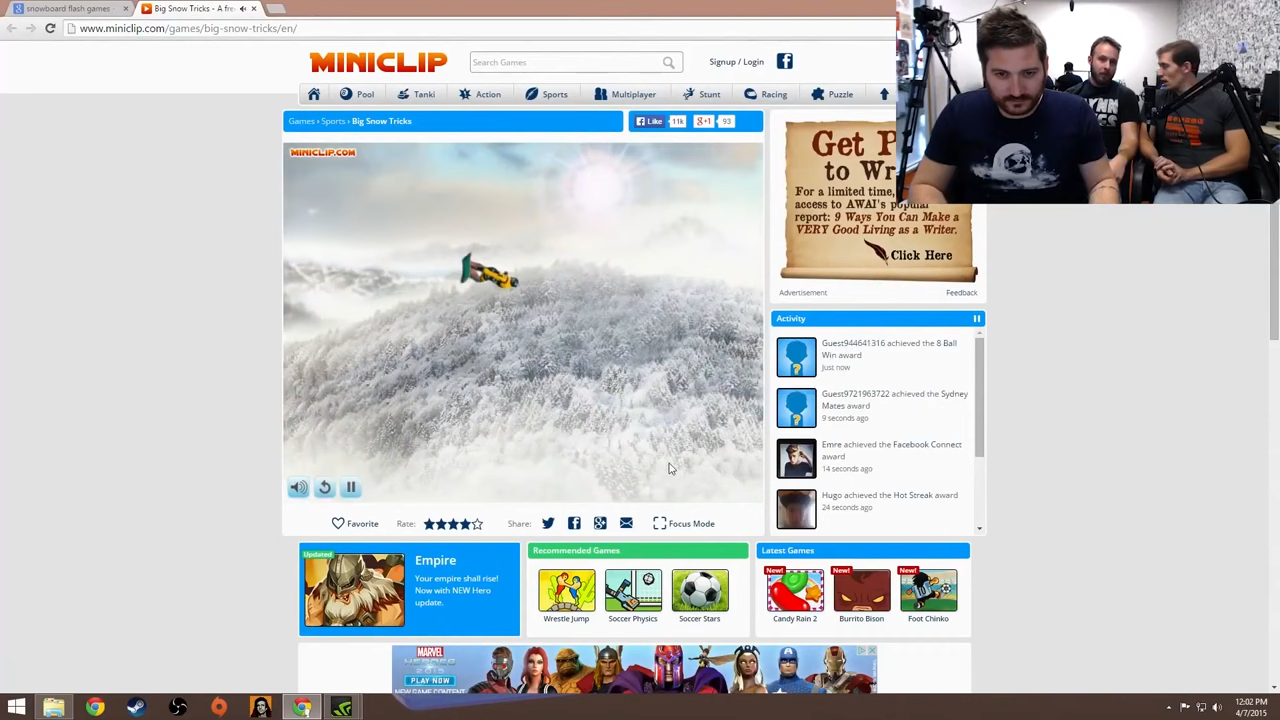 snowboard flash games -
Big Snow Tricks - A fre
www.miniclip.com/games/big-snow-tricks/en/
MINICLIP
Search Games
Signup / Login
Pool
Tanki
Action
Sports
Multiplayer
Stunt
Racing
Puzzle
Games › Sports › Big Snow Tricks
Like
11k
+1
93
MINICLIP.COM
Get P
to Wr
For a limited time,
access to AWAI's popular
report: 9 Ways You Can Make a
VERY Good Living as a Writer.
Click Here
Advertisement
Feedback
Activity
Guest944641316 achieved the 8 Ball
Win award
Just now
Guest9721963722 achieved the Sydney
Mates award
9 seconds ago
Emre achieved the Facebook Connect
award
14 seconds ago
Hugo achieved the Hot Streak award
24 seconds ago
Favorite
Rate:
Share:
Focus Mode
Updated
Empire
Your empire shall rise!
Now with NEW Hero
update.
Recommended Games
Wrestle Jump
Soccer Physics
Soccer Stars
Latest Games
New!
New!
New!
Candy Rain 2
Burrito Bison
Foot Chinko
MARVEL
HEROES
2015
PLAY NOW
NEW GAME CONTENT
12:02 PM
4/7/2015